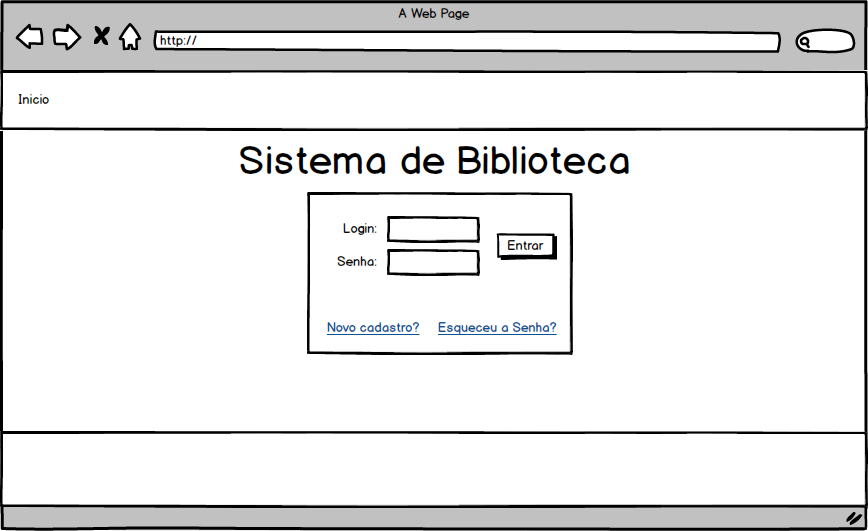 A Web Page
http://
Inicio
Sistema de Biblioteca
Login:
Entrar
Senha:
Novo cadastro? Esqueceu a Senha?